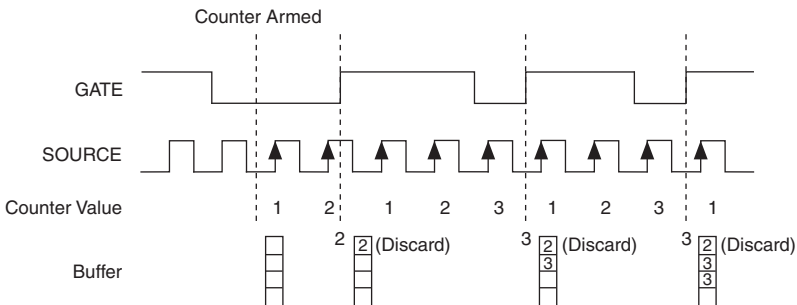 Counter Armed
GATE
SOURCE
Counter Value 1 2 1 2 3 1 2 3 1
2 3 3
Buffer 2 (Discard) 2 (Discard) 2 (Discard)
3 3
3